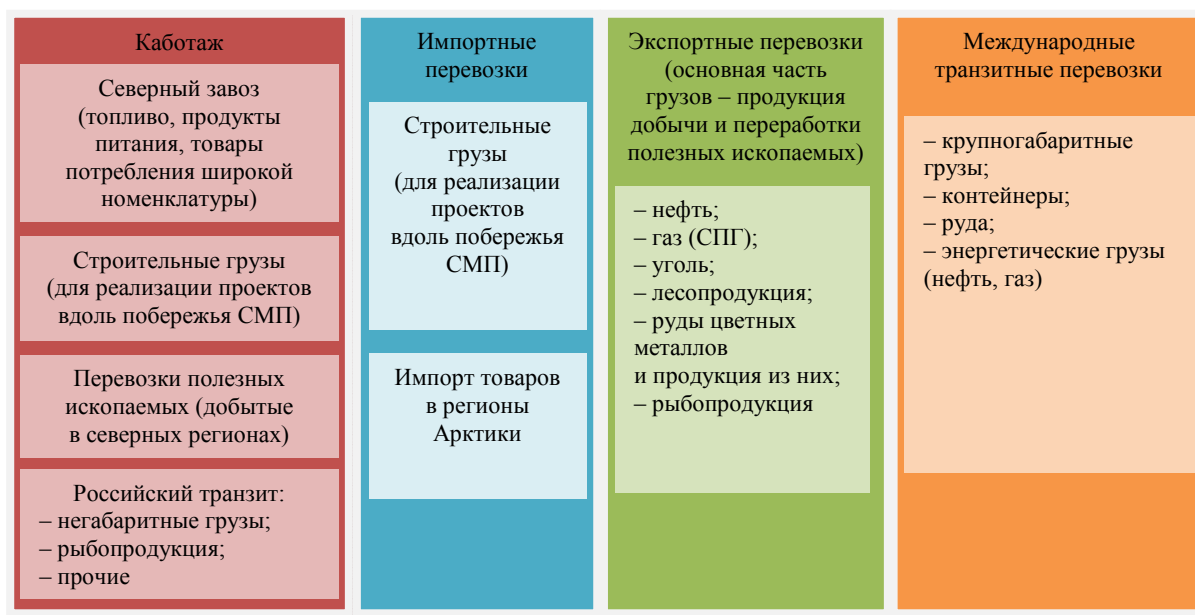 Каботаж
Северный завоз
(топливо, продукты
питания, товары
потребления широкой
номенклатуры)
Строительные грузы
(для реализации проектов
вдоль побережья СМП)
Перевозки полезных
ископаемых (добытые
в северных регионах)
Российский транзит:
– негабаритные грузы;
– рыбопродукция;
– прочие
Импортные
перевозки
Строительные
грузы
(для реализации
проектов
вдоль побережья
СМП)
Импорт товаров
в регионы
Арктики
Экспортные перевозки
(основная часть
грузов – продукция
добычи и переработки
полезных ископаемых)
– нефть;
– газ (СПГ);
– уголь;
– лесопродукция;
– руды цветных
металлов
и продукция из них;
– рыбопродукция
Международные
транзитные перевозки
– крупногабаритные
грузы;
– контейнеры;
– руда;
– энергетические грузы
(нефть, газ)